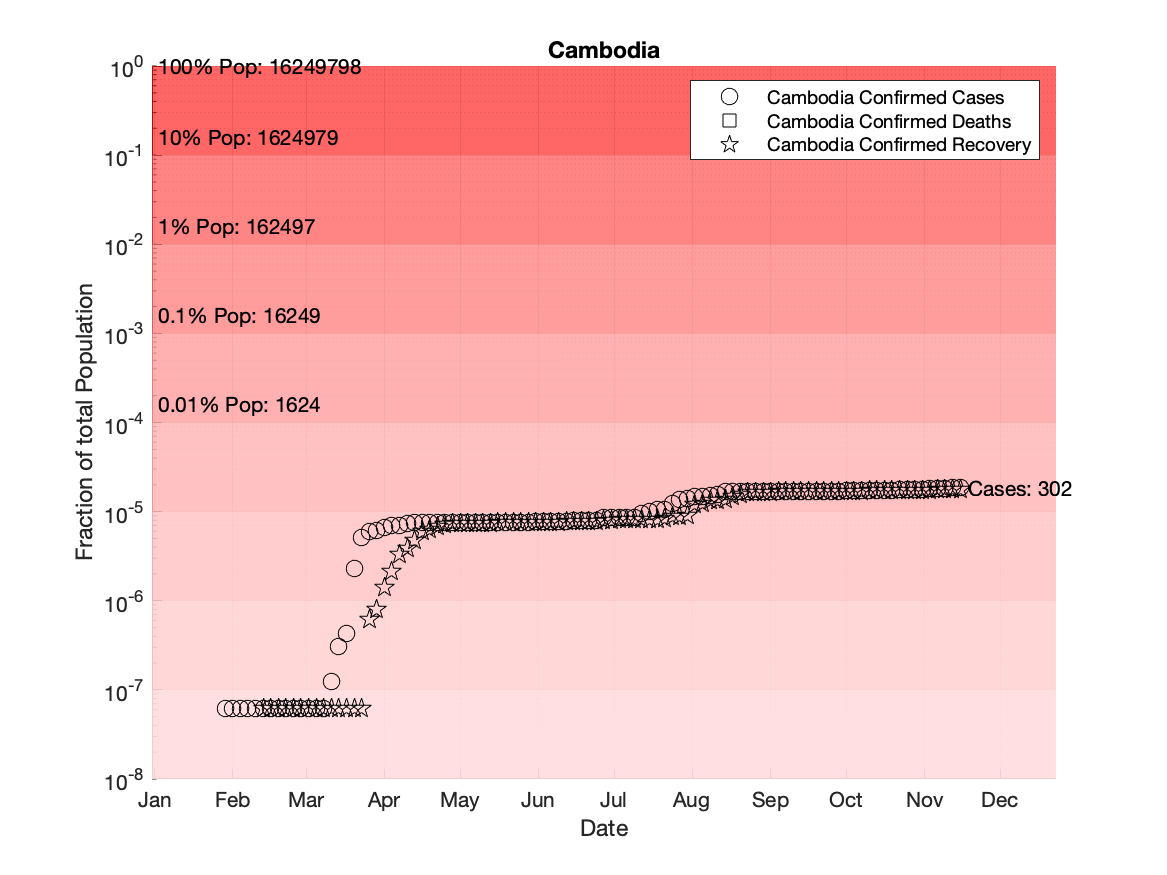 Cambodia
10^0
100% Pop: 16249798
Cambodia Confirmed Cases
Cambodia Confirmed Deaths
Cambodia Confirmed Recovery
10% Pop: 1624979
10^-1
1% Pop: 162497
10^-2
0.1% Pop: 16249
10^-3
0.01% Pop: 1624
10^-4
Cases: 302
10^-5
10^-6
10^-7
10^-8
Fraction of total Population
Jan Feb Mar Apr May Jun Jul Aug Sep Oct Nov Dec
Date